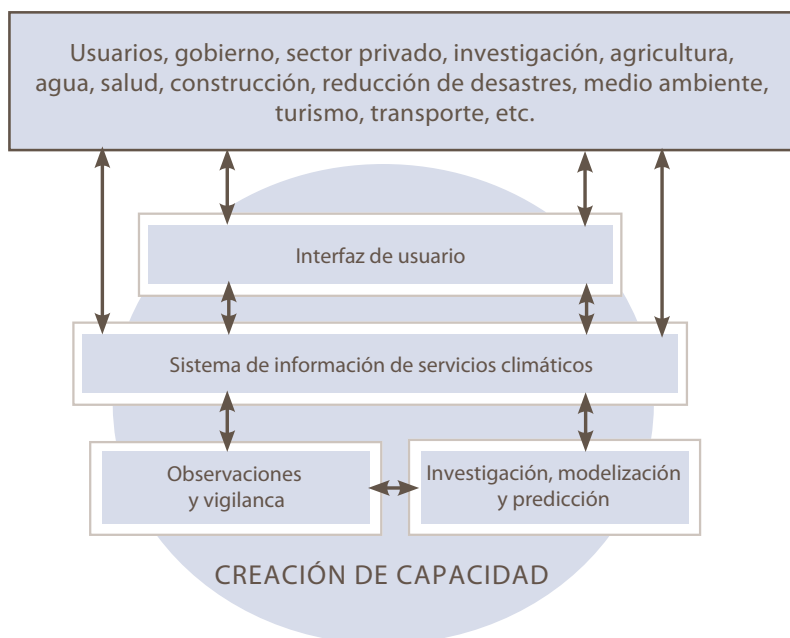 Usuarios, gobierno, sector privado, investigación, agricultura,
agua, salud, construcción, reducción de desastres, medio ambiente,
turismo, transporte, etc.
Interfaz de usuario
Sistema de información de servicios climáticos
Observaciones
y vigilanca
Investigación, modelización
y predicción
CREACIÓN DE CAPACIDAD